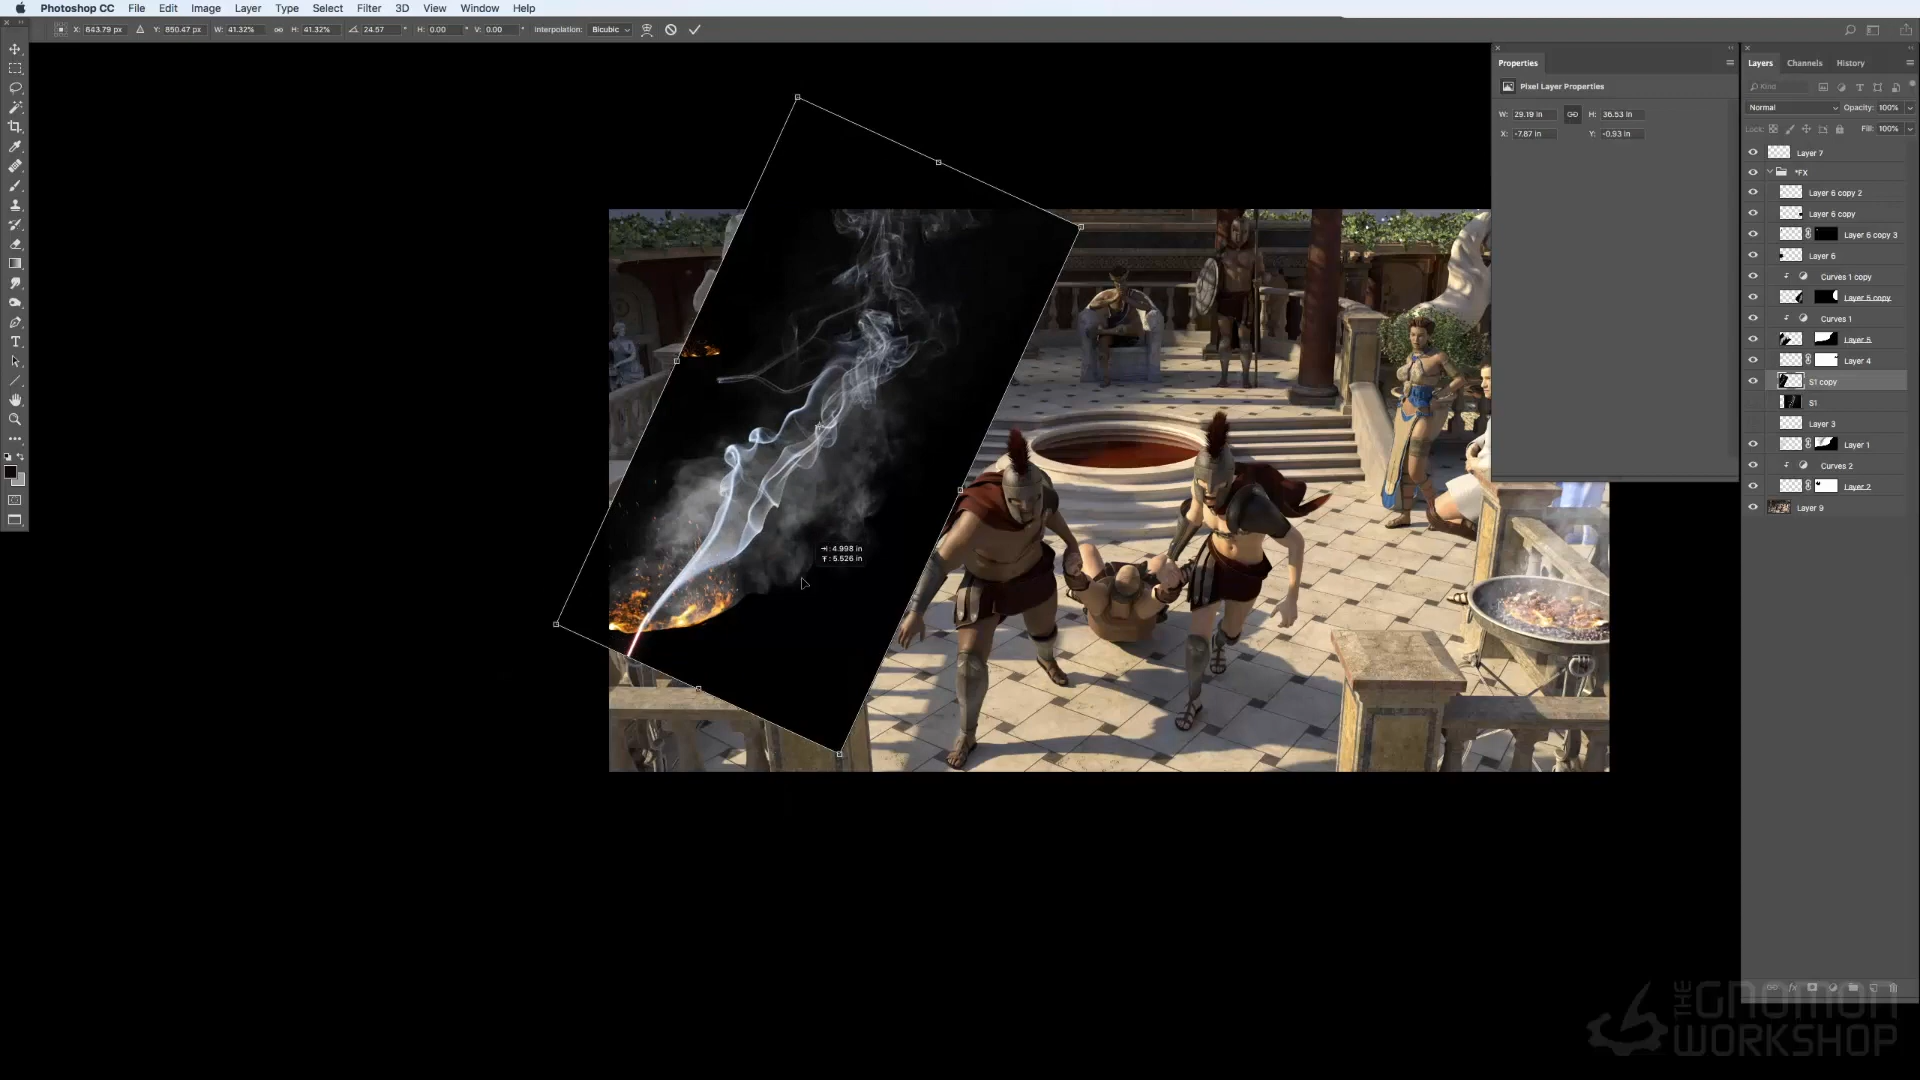 Photoshop CC File Edit Image Layer Type Select Filter 3D View Window Help
X: 643.79 px Y: 850.47 px W: 41.32% H: 41.32% 24.57 ° H: 0.00 ° V: 0.00 ° Interpolation: Bicubic
Properties
Pixel Layer Properties
W: 29.19 in H: 36.53 in
X: -7.87 in Y: -0.93 in
Layers Channels History
Kind
Normal Opacity: 100%
Lock: Fill: 100%
Layer 7
*FX
Layer 6 copy 2
Layer 6 copy
Layer 6 copy 3
Layer 6
Curves 1 copy
Layer 5 copy
Curves 1
Layer 5
Layer 4
S1 copy
S1
Layer 3
Layer 1
Curves 2
Layer 2
Layer 9
: 4.998 in
: 5.526 in
fx
THE GNOMON WORKSHOP